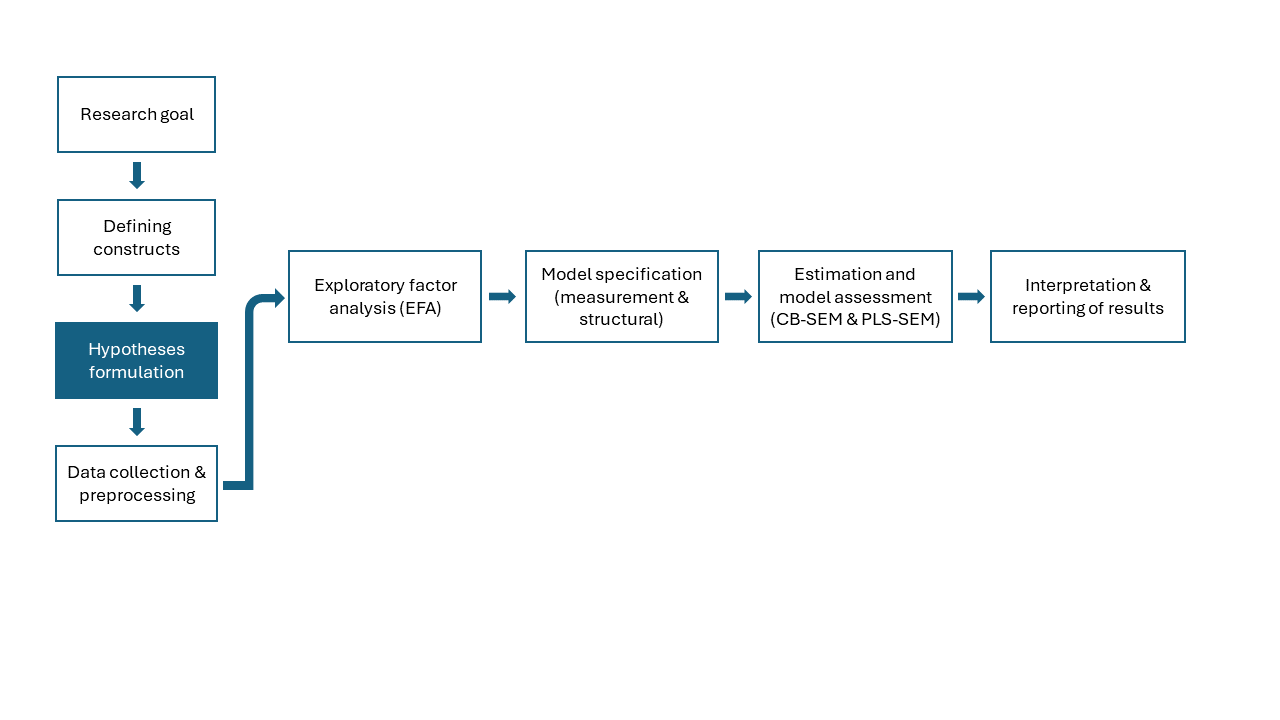 Research goal
Defining
constructs
Hypotheses
formulation
Data collection &
preprocessing
Exploratory factor
analysis (EFA)
Model specification
(measurement &
structural)
Estimation and
model assessment
(CB-SEM & PLS-SEM)
Interpretation &
reporting of results